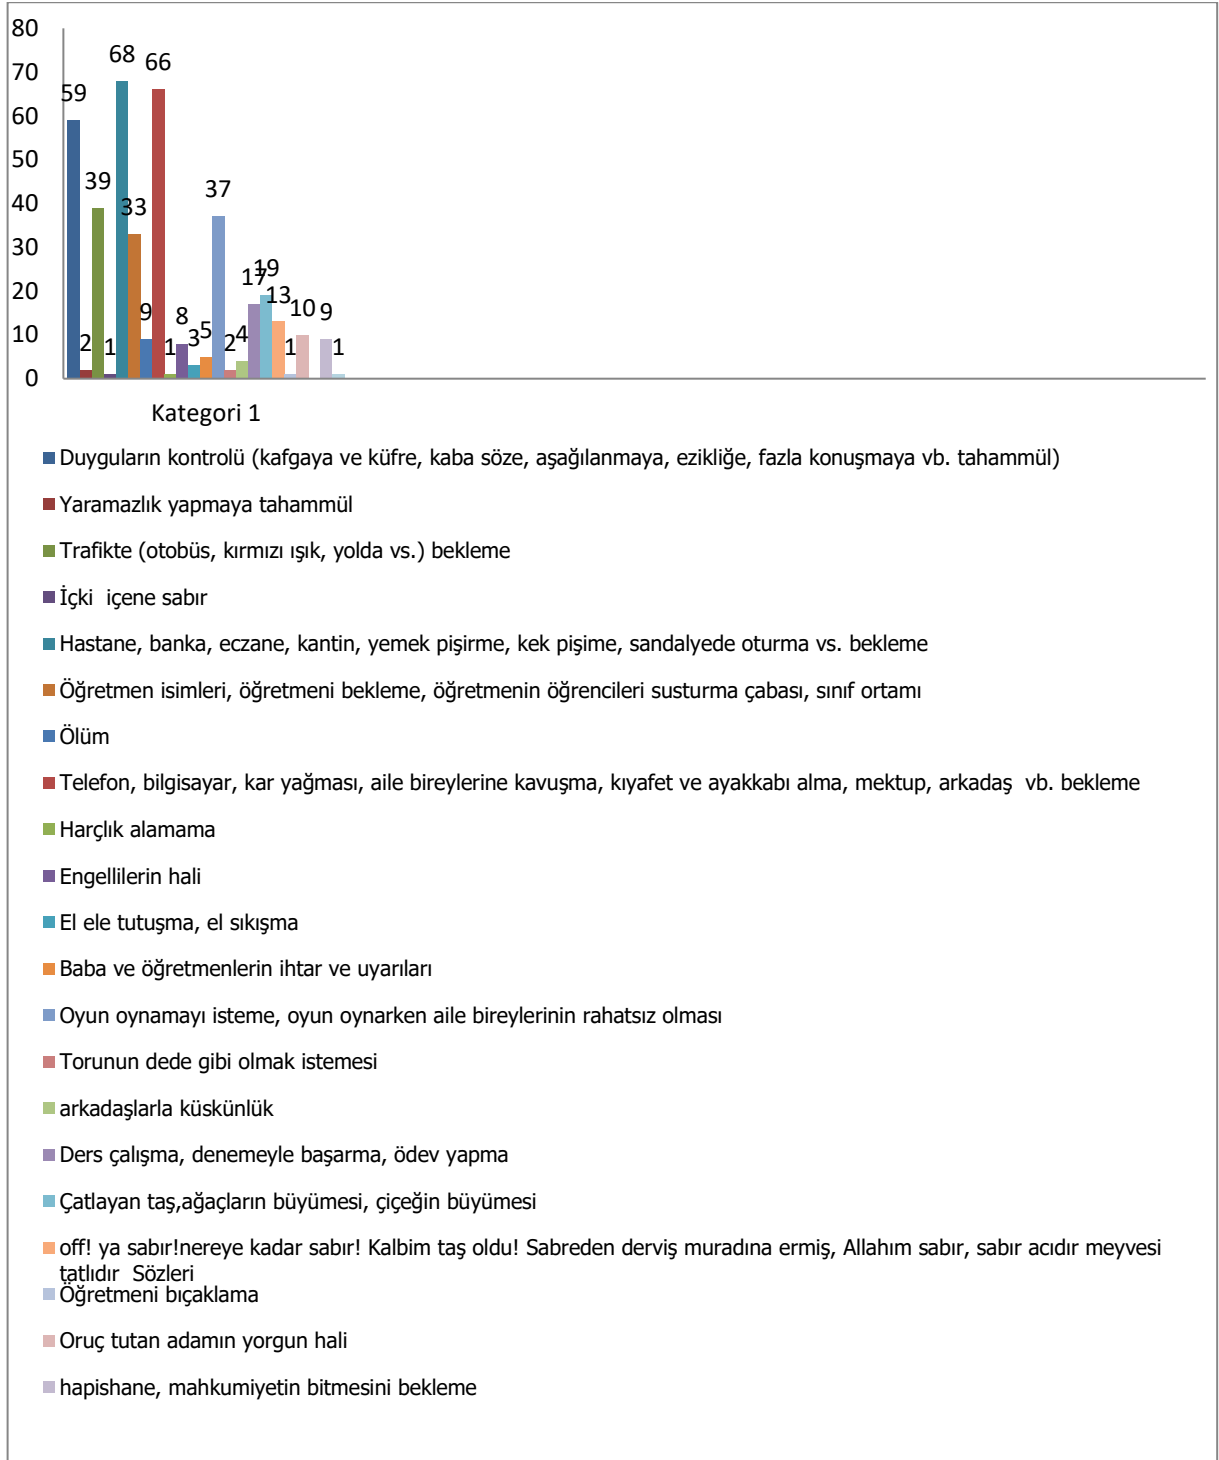 80
70
60
50
40
30
20
10
0
59
2
39
1
68
33
9
66
1
8
3
5
37
2
4
17
19
13
1
10
9
1
Kategori 1
Duyguların kontrolü (kafgaya ve küfre, kaba söze, aşağılanmaya, ezikliğe, fazla konuşmaya vb. tahammül)
Yaramazlık yapmaya tahammül
Trafikte (otobüs, kırmızı ışık, yolda vs.) bekleme
İçki içene sabır
Hastane, banka, eczane, kantin, yemek pişirme, kek pişime, sandalyede oturma vs. bekleme
Öğretmen isimleri, öğretmeni bekleme, öğretmenin öğrencileri susturma çabası, sınıf ortamı
Ölüm
Telefon, bilgisayar, kar yağması, aile bireylerine kavuşma, kıyafet ve ayakkabı alma, mektup, arkadaş vb. bekleme
Harçlık alamama
Engellilerin hali
El ele tutuşma, el sıkışma
Baba ve öğretmenlerin ihtar ve uyarıları
Oyun oynamayı isteme, oyun oynarken aile bireylerinin rahatsız olması
Torunun dede gibi olmak istemesi
arkadaşlarla küskünlük
Ders çalışma, denemeyle başarma, ödev yapma
Çatlayan taş,ağaçların büyümesi, çiçeğin büyümesi
off! ya sabır!nereye kadar sabır! Kalbim taş oldu! Sabreden derviş muradına ermiş, Allahım sabır, sabır acıdır meyvesi
tatlıdır Sözleri
Öğretmeni bıçaklama
Oruç tutan adamın yorgun hali
hapishane, mahkumiyetin bitmesini bekleme